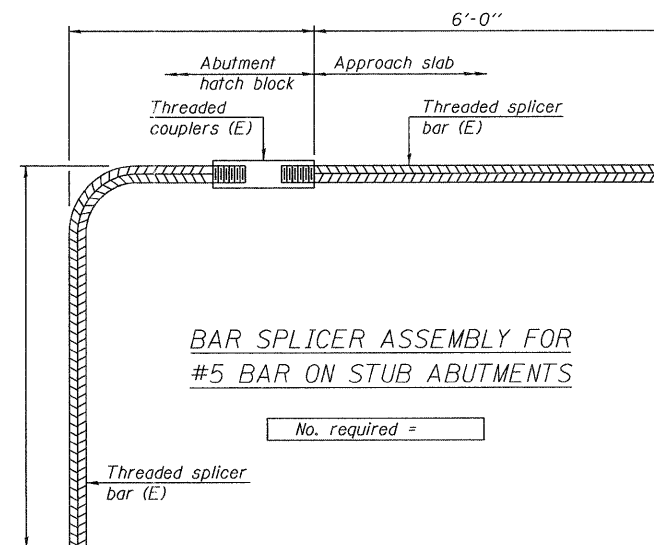 6'-0"
Abutment
hatch block
Approach slab
Threaded
couplers (E)
Threaded splicer
bar (E)
BAR SPLICER ASSEMBLY FOR
#5 BAR ON STUB ABUTMENTS
No. required =
Threaded splicer
bar (E)